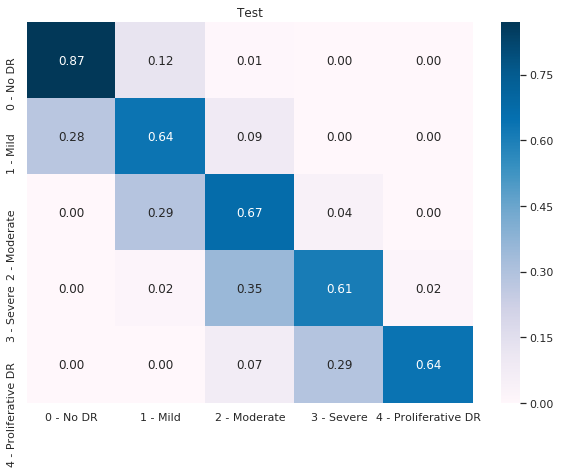 Test
0 - No DR
0.87 0.12 0.01 0.00 0.00
1 - Mild
0.28 0.64 0.09 0.00 0.00
2 - Moderate
0.00 0.29 0.67 0.04 0.00
3 - Severe
0.00 0.02 0.35 0.61 0.02
4 - Proliferative DR
0.00 0.00 0.07 0.29 0.64
0 - No DR 1 - Mild 2 - Moderate 3 - Severe 4 - Proliferative DR
0.75
0.60
0.45
0.30
0.15
0.00